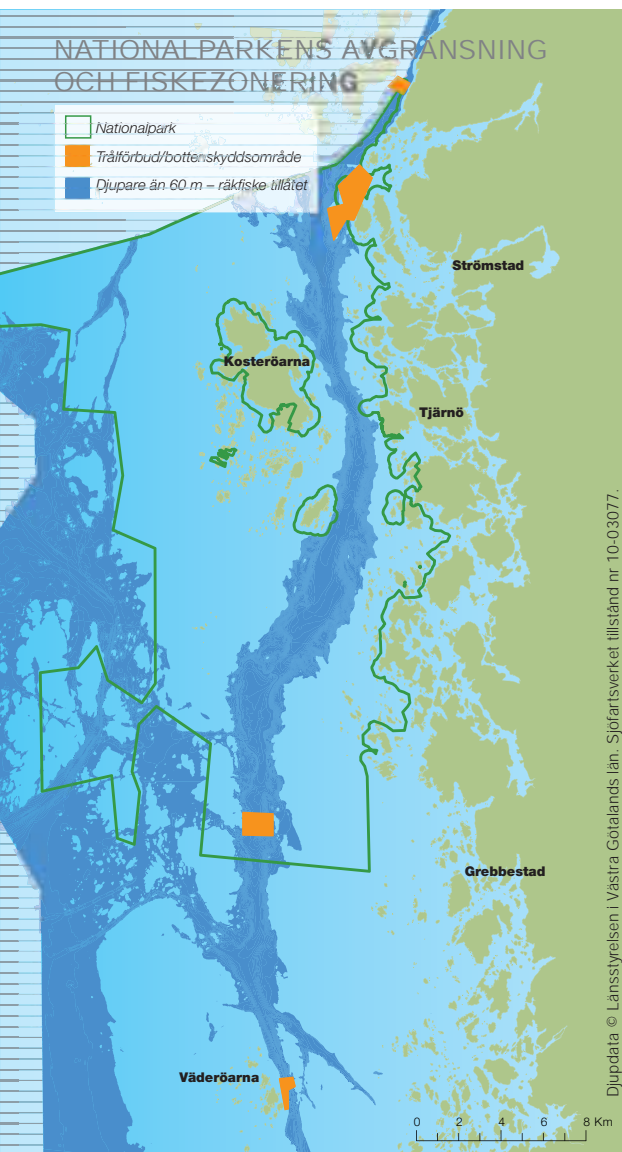 NATIONALPARKENS AVGRÄNSNING
OCH FISKEZONERING
Nationalpark
Trålförbud/bottenskyddsområde
Djupare än 60 m – räkfiske tillåtet
Strömstad
Kosteröarna
Tjärnö
Grebbestad
Väderöarna
0 2 4 6 8 Km
Djupdata © Länsstyrelsen i Västra Götalands län. Sjöfartsverket tillstånd nr 10-03077.